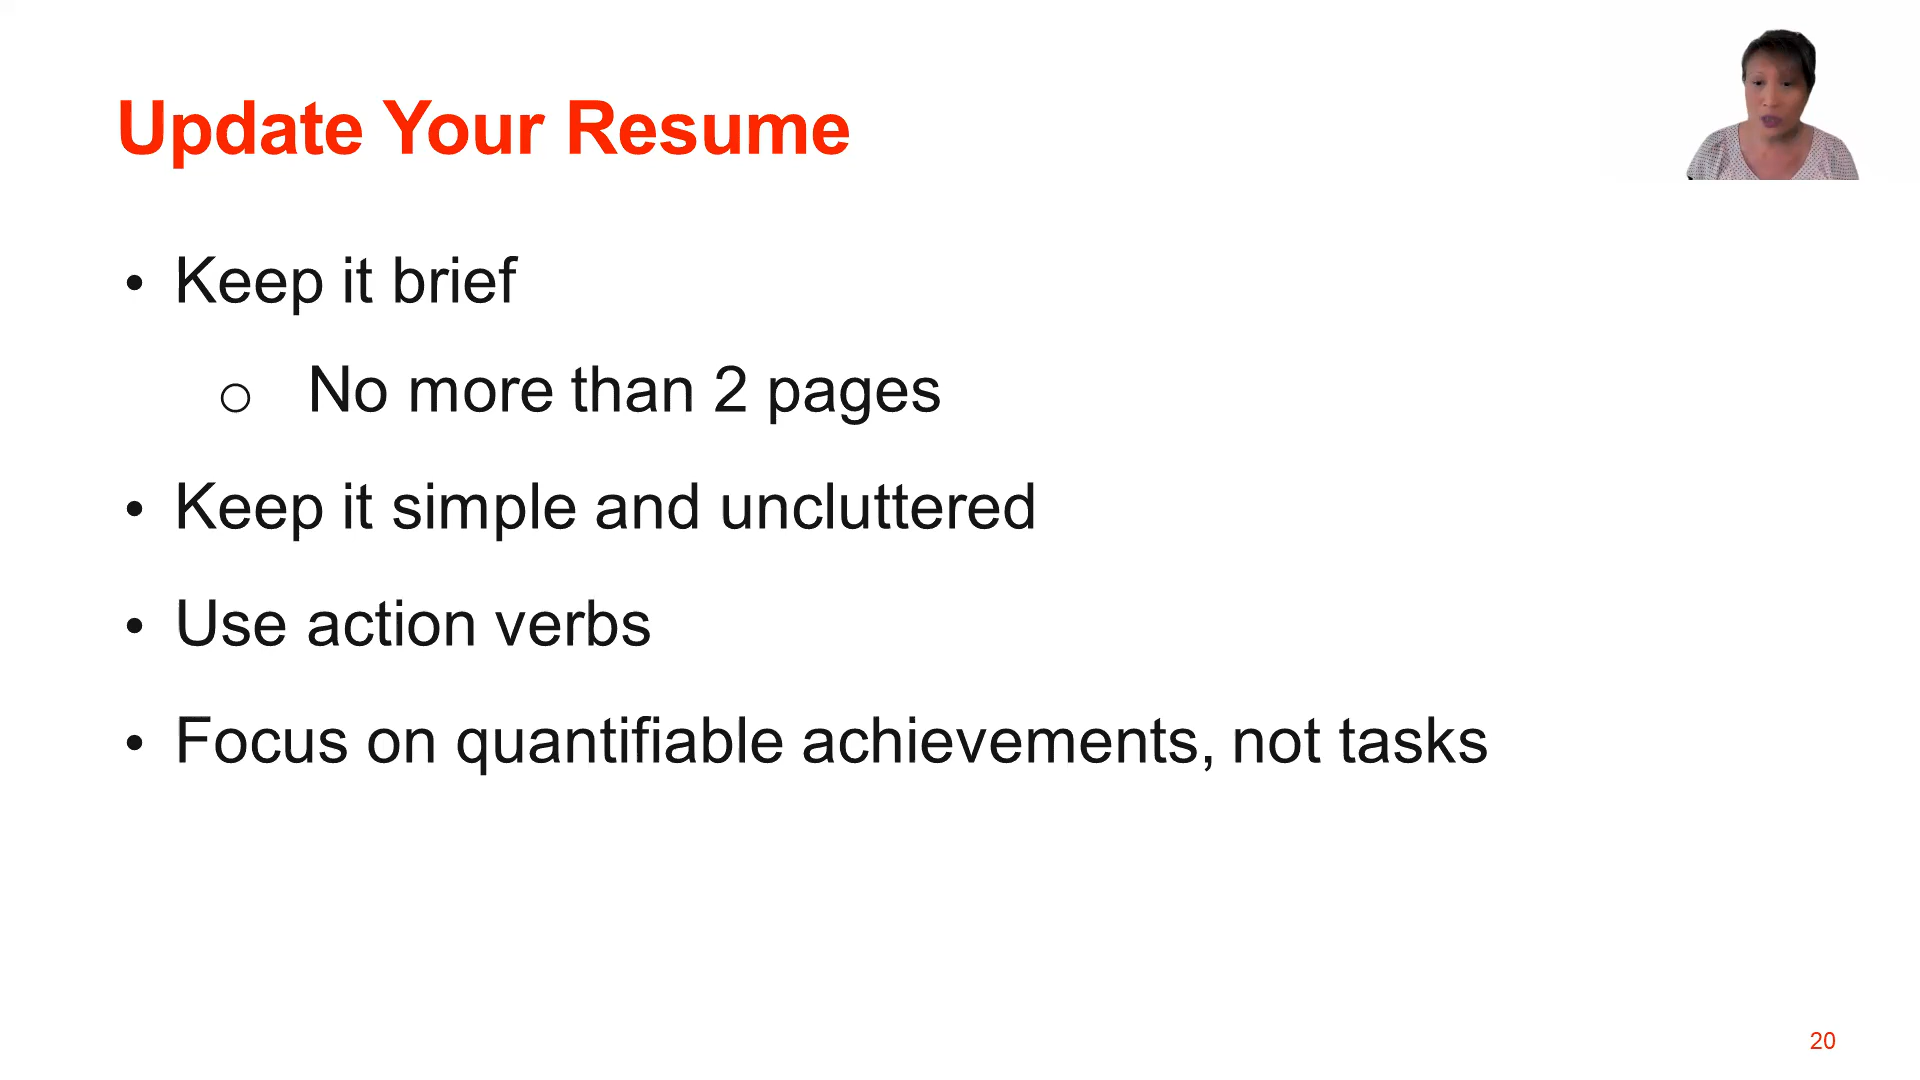 Update Your Resume
• Keep it brief
o No more than 2 pages
• Keep it simple and uncluttered
• Use action verbs
• Focus on quantifiable achievements, not tasks
20